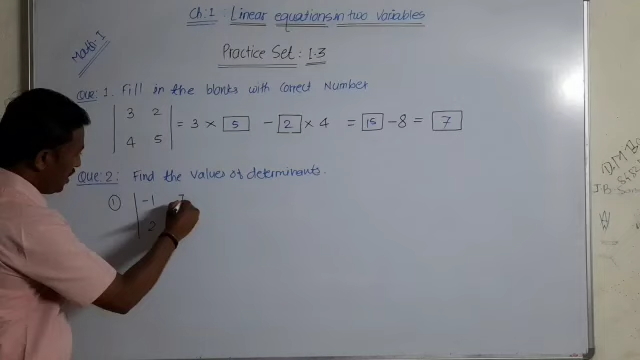 Ch:1 Linear equations in two variables
Math-I
Practice Set: 1.3
Que: 1. Fill in the blanks with Correct Number
| 3 2 | = 3 × 5 - 2 × 4 = 15 - 8 = 7
| 4 5 |
Que: 2: Find the values of determinants.
① | -1 7
| 2